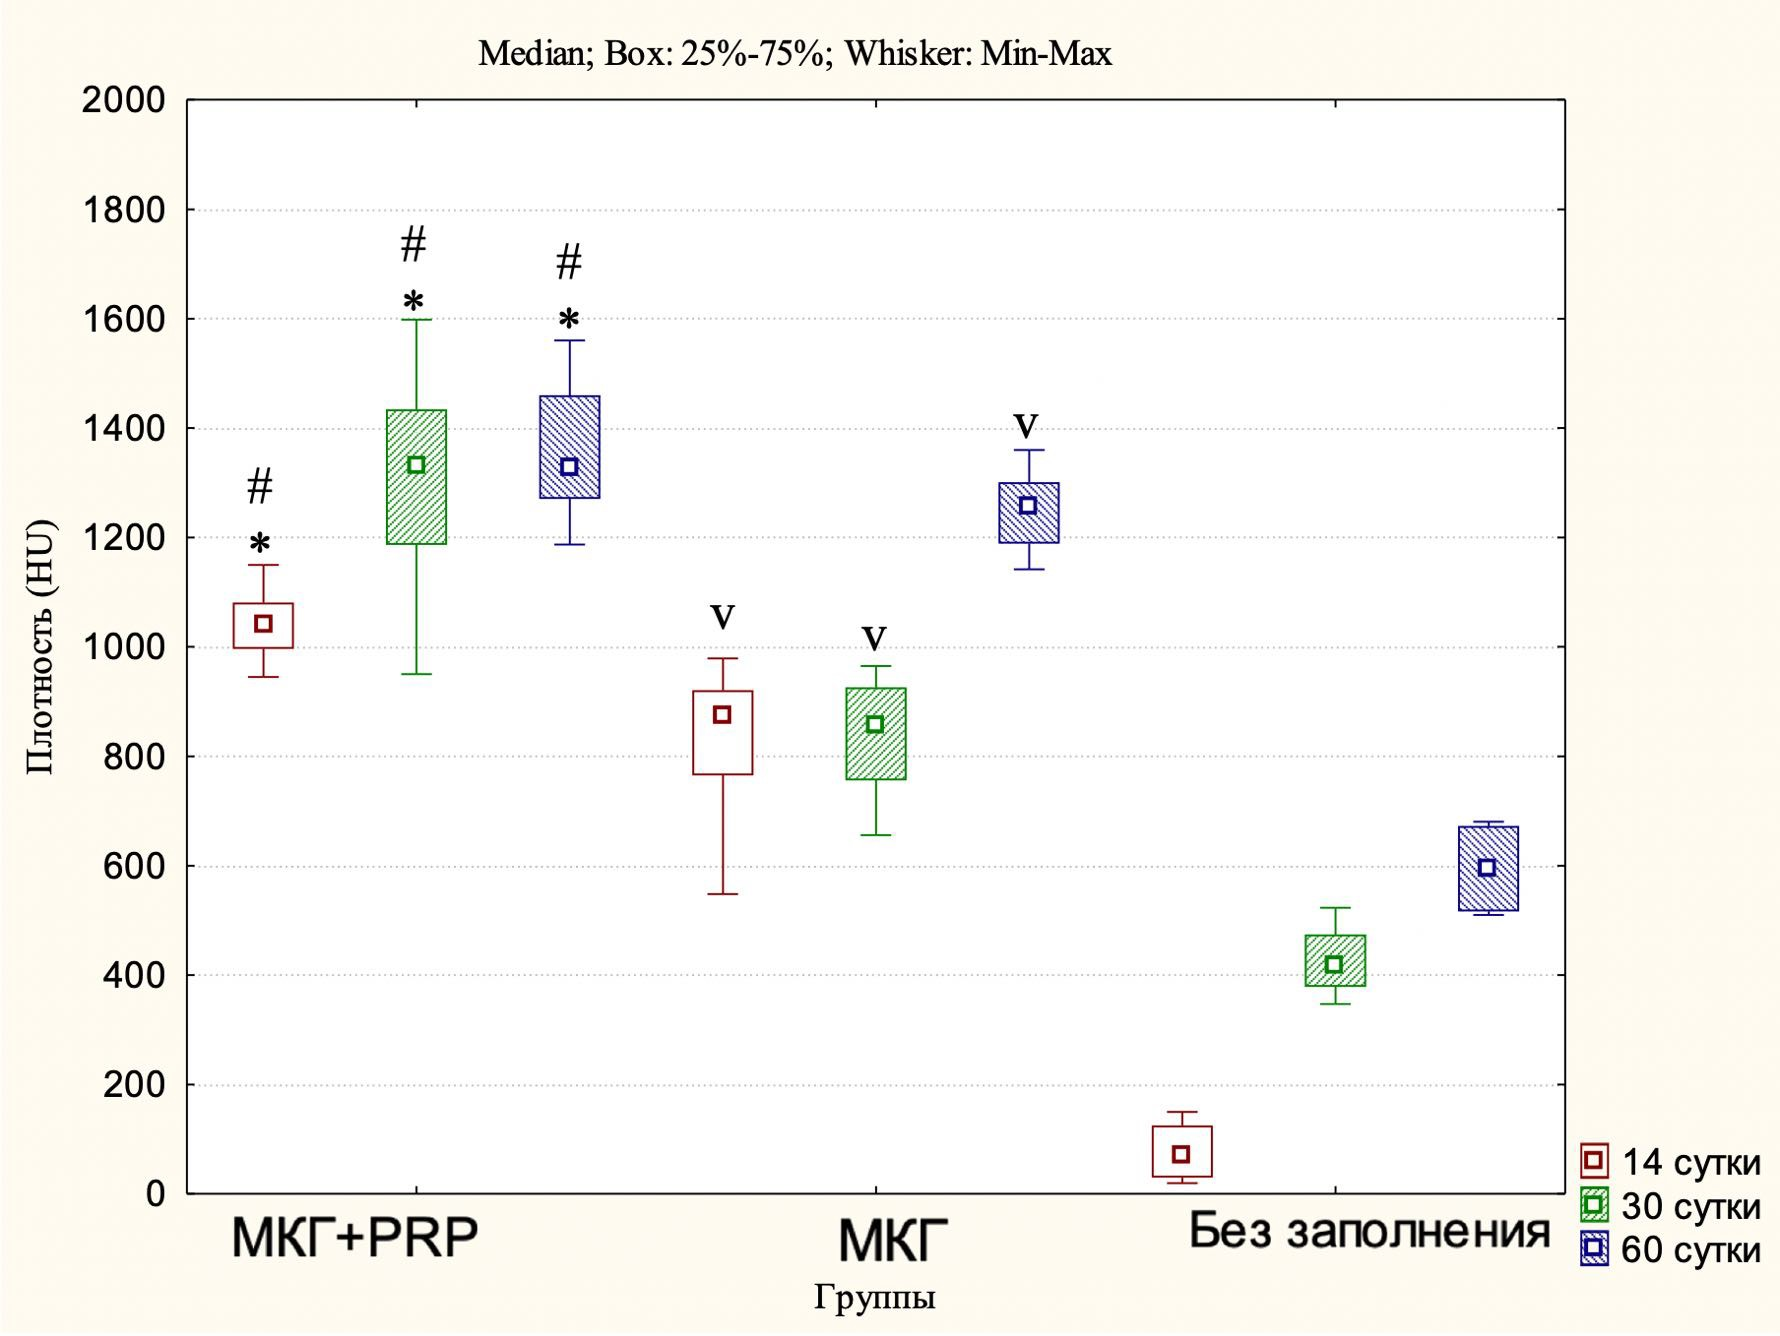 Median; Box: 25%-75%; Whisker: Min-Max
2000
1800
1600
1400
1200
1000
800
600
400
200
0
Плотность (HU)
#
*
#
*
#
*
v
v
v
МКГ+PRP
МКГ
Без заполнения
Группы
14 сутки
30 сутки
60 сутки